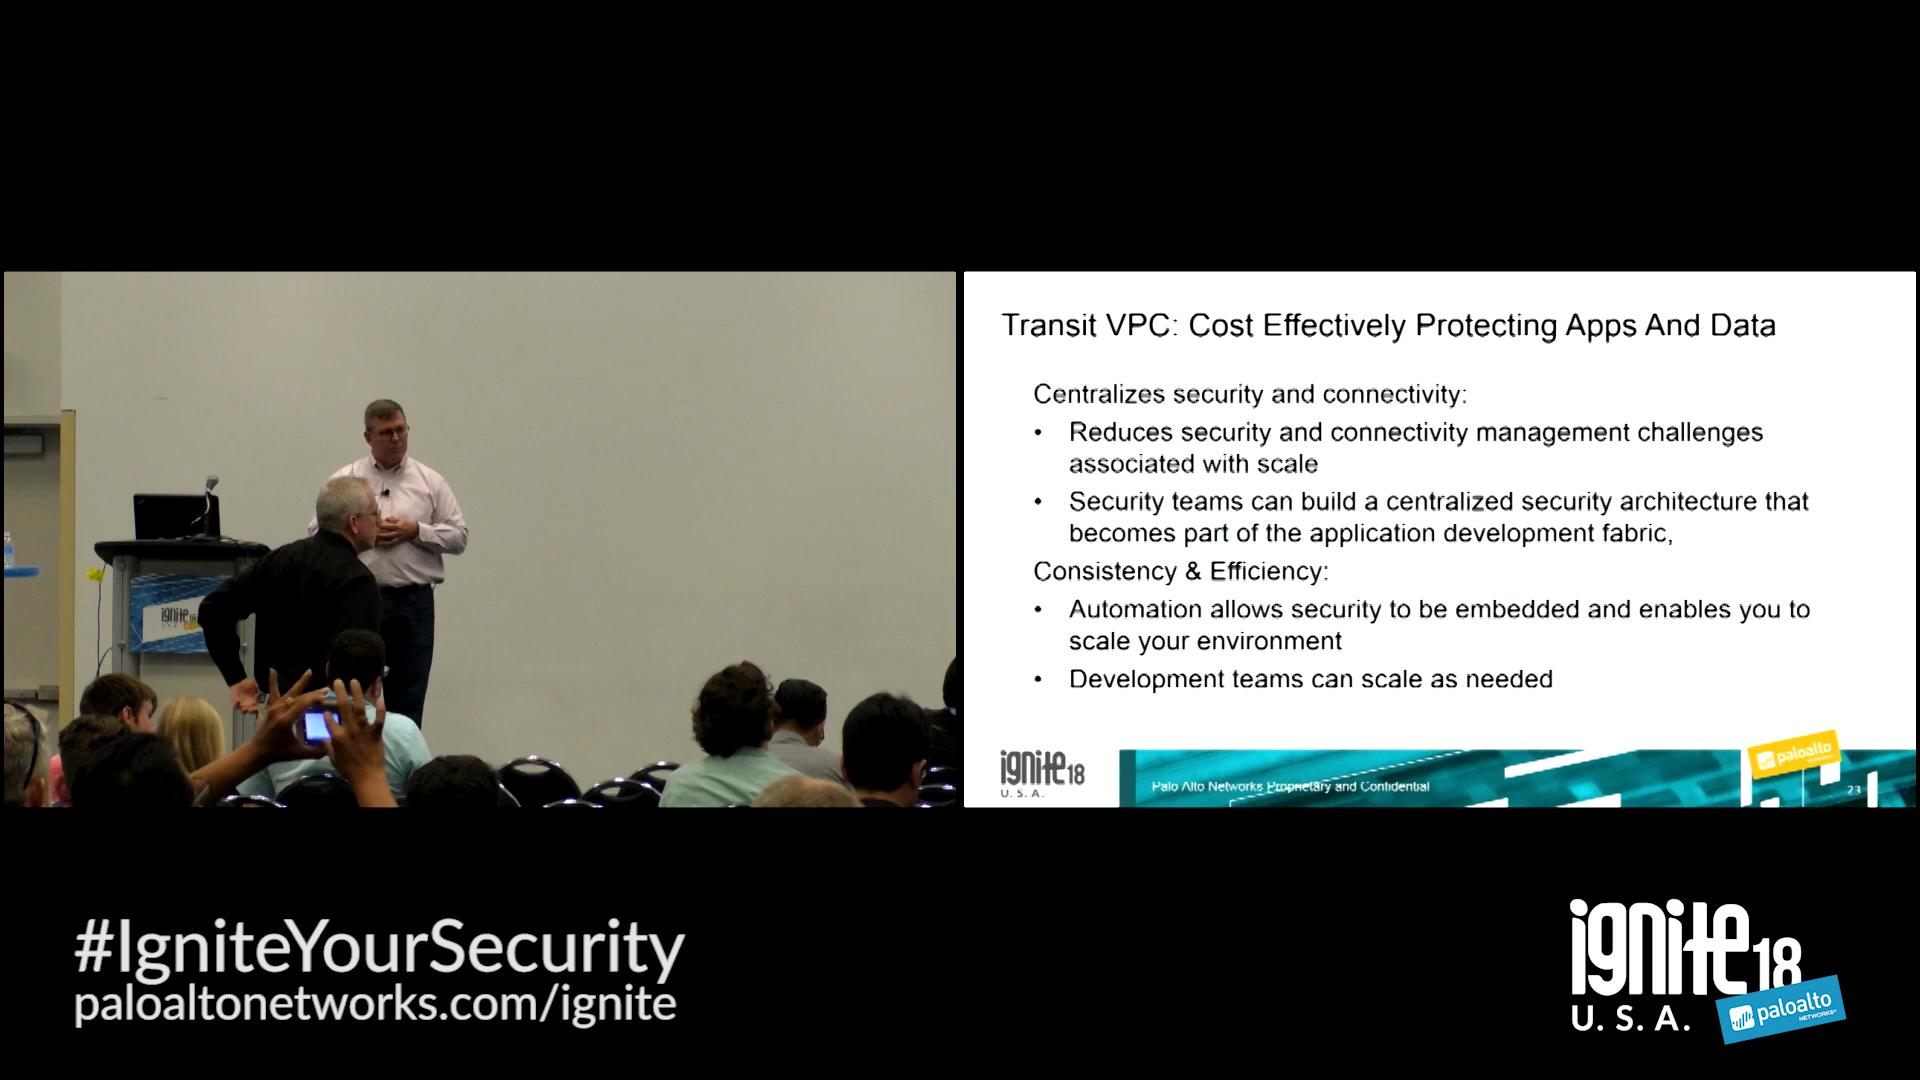 ignite18
Transit VPC: Cost Effectively Protecting Apps And Data
Centralizes security and connectivity:
• Reduces security and connectivity management challenges
associated with scale
• Security teams can build a centralized security architecture that
becomes part of the application development fabric,
Consistency & Efficiency:
• Automation allows security to be embedded and enables you to
scale your environment
• Development teams can scale as needed
ignite18
U. S. A.
Palo Alto Networks Proprietary and Confidential
paloalto
23
#IgniteYourSecurity
paloaltonetworks.com/ignite
ignite18
U. S. A.
paloalto
NETWORKS